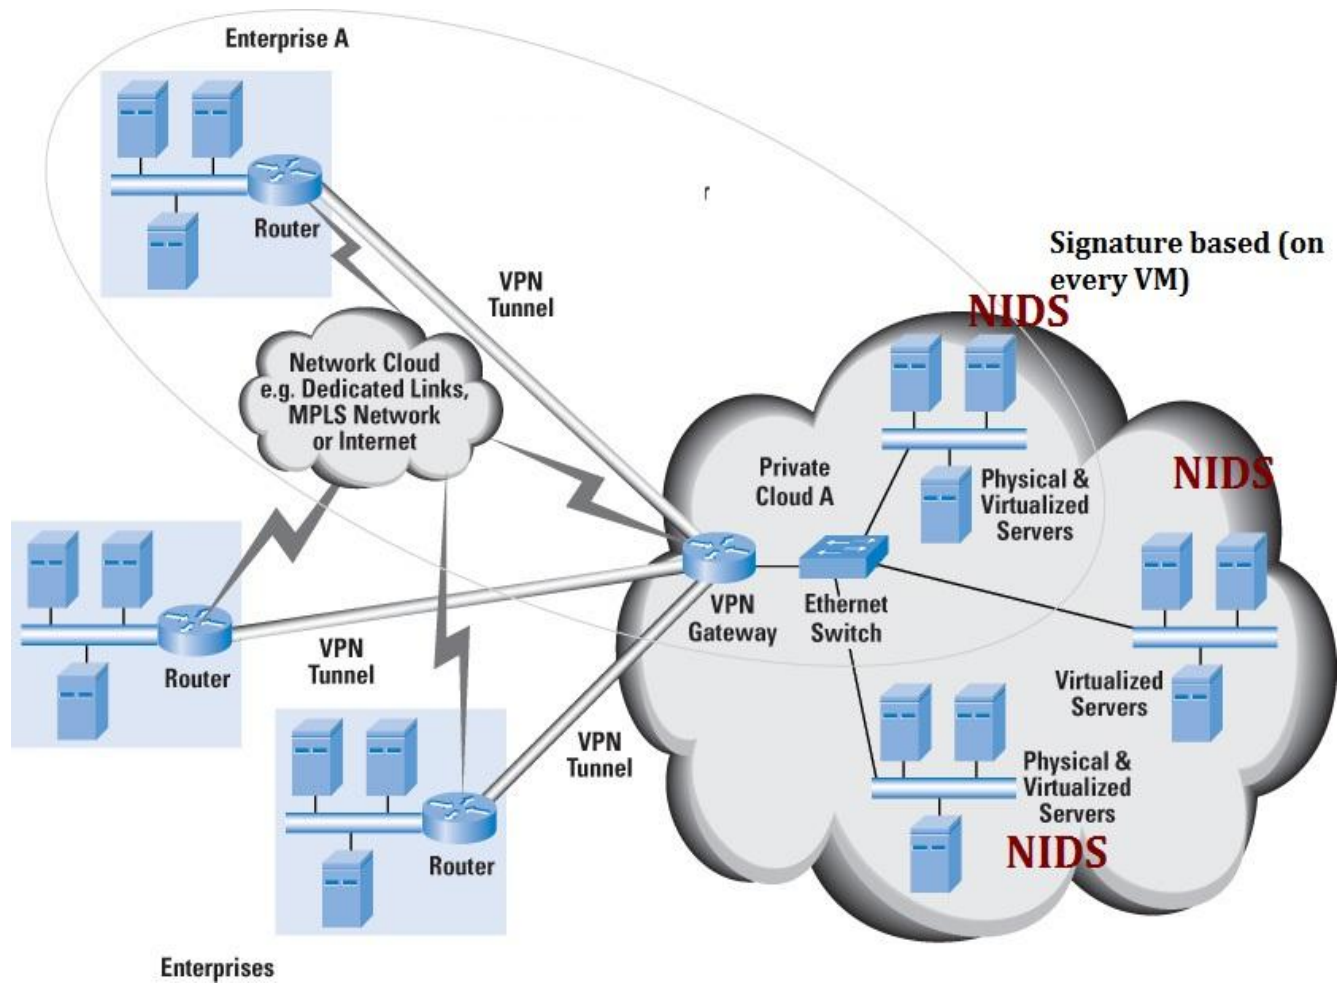 Enterprise A
Router
VPN
Tunnel
r
Signature based (on
every VM)
NIDS
Network Cloud
e.g. Dedicated Links,
MPLS Network
or Internet
Private
Cloud A
Physical &
Virtualized
Servers
NIDS
VPN
Gateway
Ethernet
Switch
Router
VPN
Tunnel
Virtualized
Servers
VPN
Tunnel
Physical &
Virtualized
Servers
Router
NIDS
Enterprises